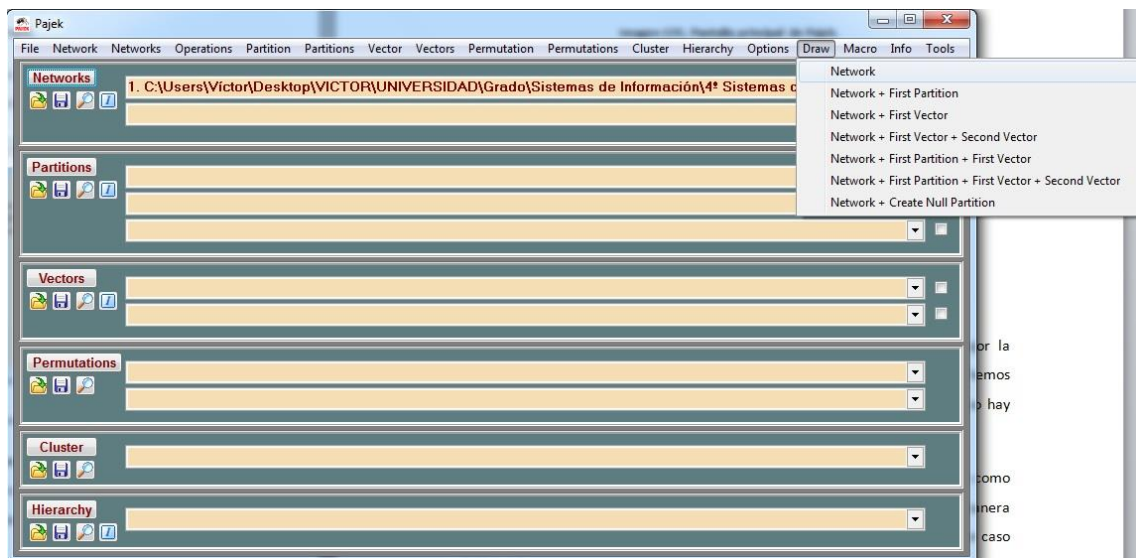 Pajek
File Network Networks Operations Partition Partitions Vector Vectors Permutation Permutations Cluster Hierarchy Options Draw Macro Info Tools
Network
Network + First Partition
Network + First Vector
Network + First Vector + Second Vector
Network + First Partition + First Vector
Network + First Partition + First Vector + Second Vector
Network + Create Null Partition
Networks
1. C:\Users\Víctor\Desktop\VICTOR\UNIVERSIDAD\Grado\Sistemas de Información\4º Sistemas
Partitions
Vectors
Permutations
Cluster
Hierarchy
or la
emos
hay
como
nera
caso